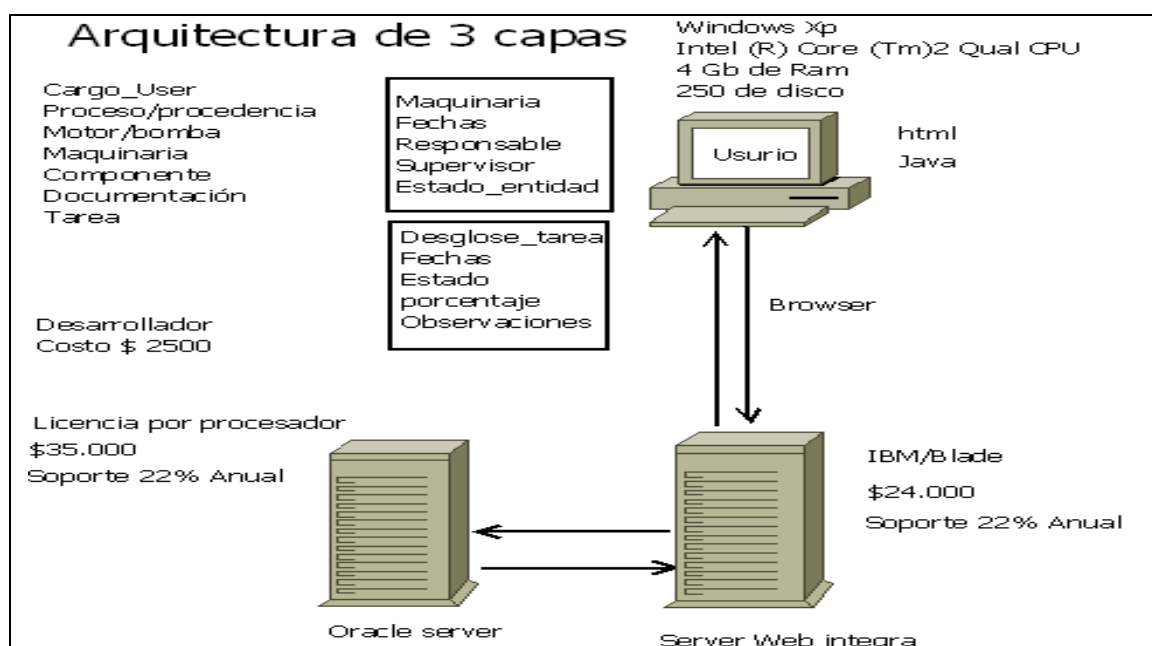 Arquitectura de 3 capas
Windows Xp
Intel (R) Core (Tm)2 Qual CPU
4 Gb de Ram
250 de disco
Cargo_User
Proceso/procedencia
Motor/bomba
Maquinaria
Componente
Documentación
Tarea
Maquinaria
Fechas
Responsable
Supervisor
Estado_entidad
Usurio
html
Java
Desglose_tarea
Fechas
Estado
porcentaje
Observaciones
Browser
Desarrollador
Costo $ 2500
Licencia por procesador
$35.000
Soporte 22% Anual
IBM/Blade
$24.000
Soporte 22% Anual
Oracle server
Server Web integra